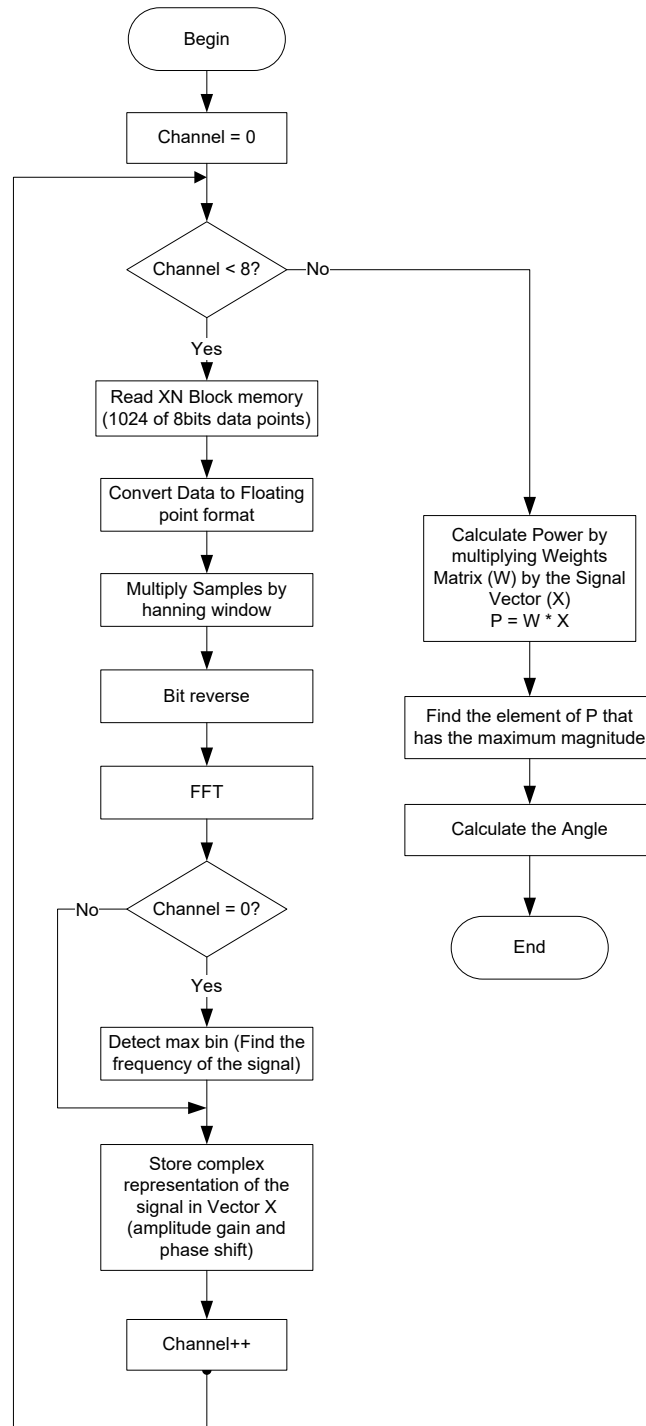 Begin
Channel = 0
Channel < 8?
No
Yes
Read XN Block memory
(1024 of 8bits data points)
Convert Data to Floating
point format
Multiply Samples by
hanning window
Bit reverse
FFT
Channel = 0?
No
Yes
Detect max bin (Find the
frequency of the signal)
Store complex
representation of the
signal in Vector X
(amplitude gain and
phase shift)
Channel++
Calculate Power by
multiplying Weights
Matrix (W) by the Signal
Vector (X)
P = W * X
Find the element of P that
has the maximum magnitude
Calculate the Angle
End